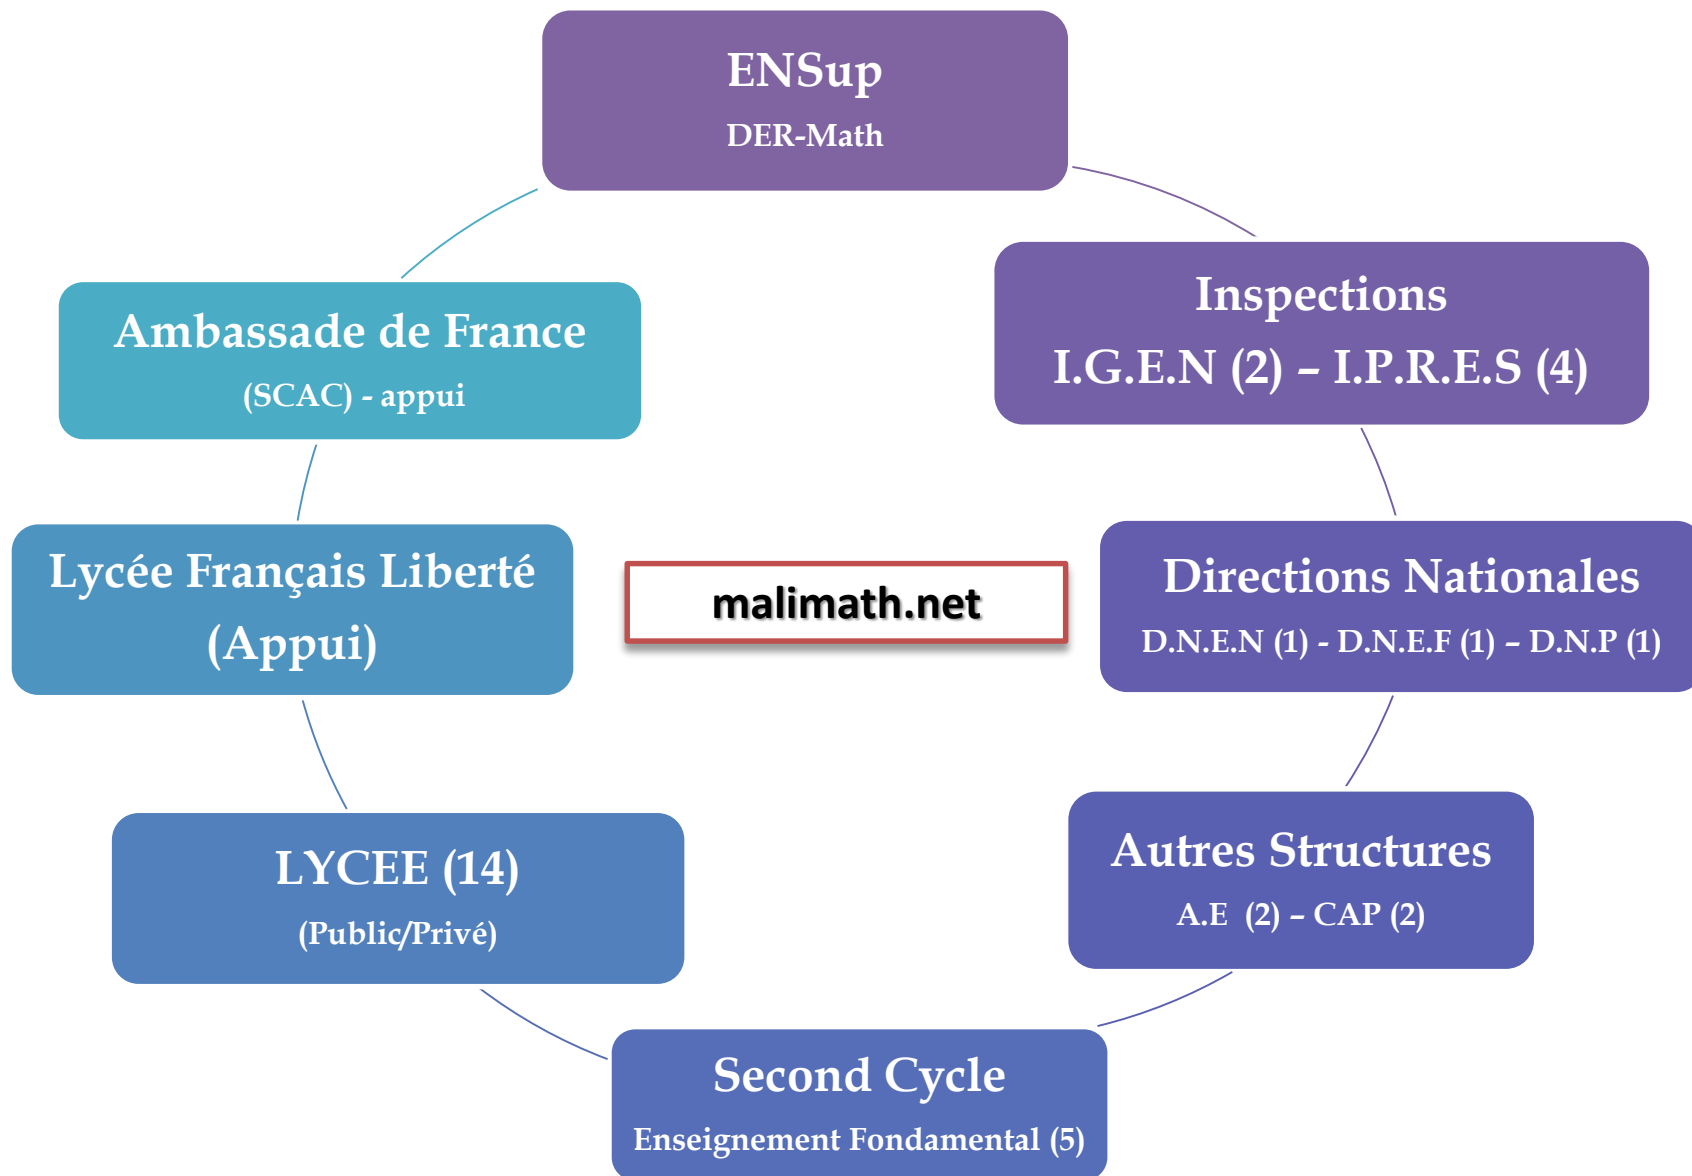 ENSup
DER-Math
Inspections
I.G.E.N (2) – I.P.R.E.S (4)
Directions Nationales
D.N.E.N (1) - D.N.E.F (1) – D.N.P (1)
Autres Structures
A.E (2) – CAP (2)
Second Cycle
Enseignement Fondamental (5)
LYCEE (14)
(Public/Privé)
Lycée Français Liberté
(Appui)
Ambassade de France
(SCAC) - appui
malimath.net